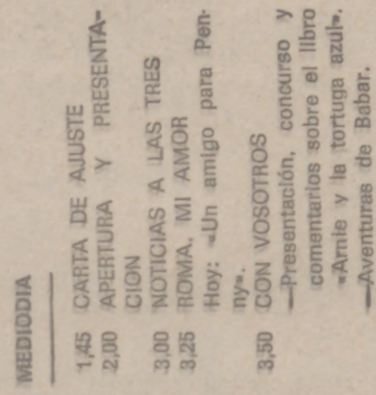 MEDIODIA
1,45 CARTA DE AJUSTE
2,00 APERTURA Y PRESENTA-
CION
3,00 NOTICIAS A LAS TRES
3,25 ROMA, MI AMOR
Hoy: «Un amigo para Pen-
ny».
3,50 CON VOSOTROS
—Presentación, concurso y
comentarios sobre el libro
«Arnie y la tortuga azul».
—Aventuras de Babar.